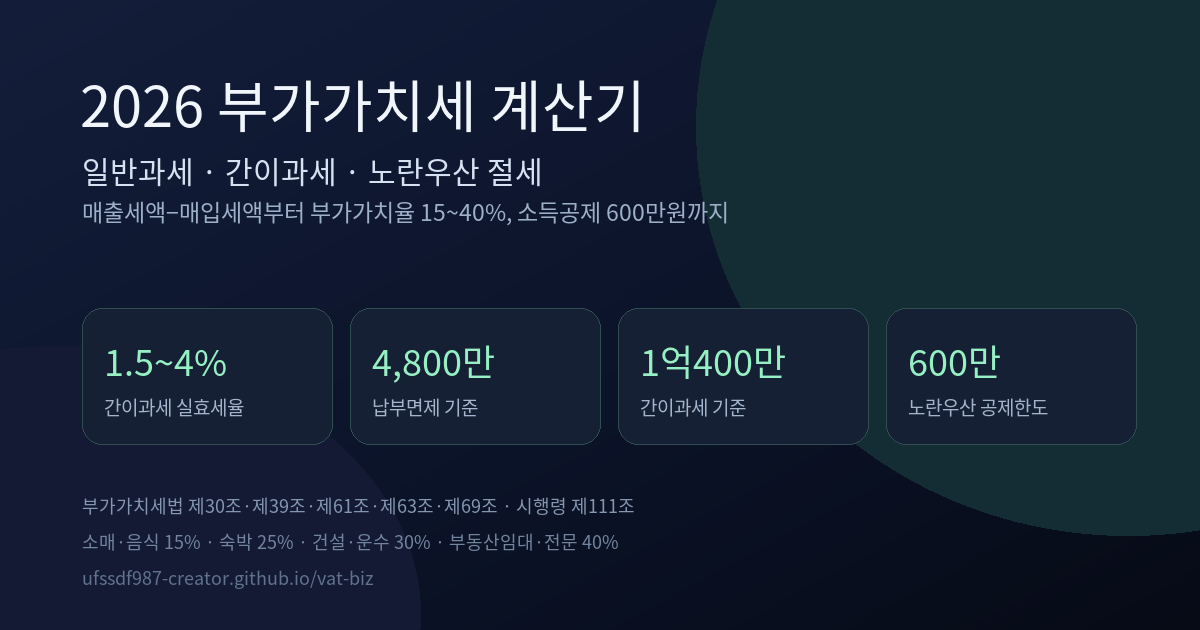 2026 부가가치세 계산기
일반과세 · 간이과세 · 노란우산 절세
매출세액−매입세액부터 부가가치율 15~40%, 소득공제 600만원까지
1.5~4%
간이과세 실효세율
4,800만
납부면제 기준
1억400만
간이과세 기준
600만
노란우산 공제한도
부가가치세법 제30조·제39조·제61조·제63조·제69조 · 시행령 제111조
소매·음식 15% · 숙박 25% · 건설·운수 30% · 부동산임대·전문 40%
ufssdf987-creator.github.io/vat-biz